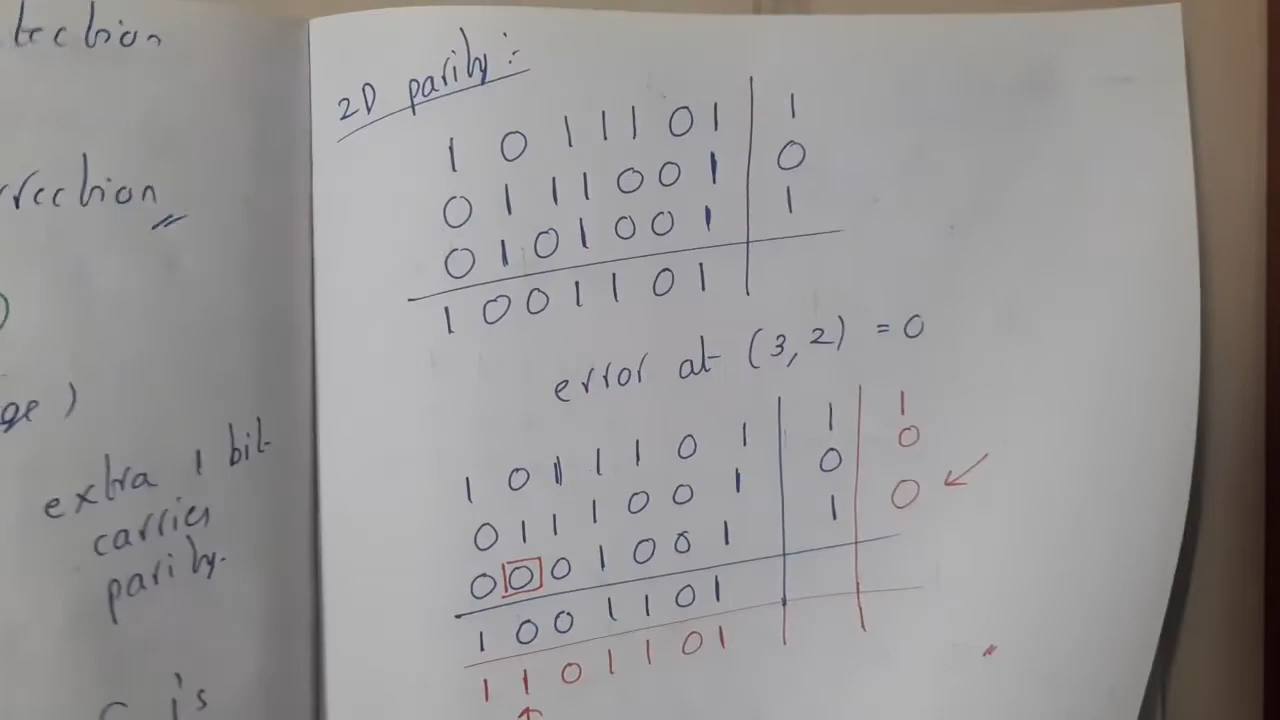 tection
rection
ge )
extra 1 bit
carries
parity.
2D parity :-
1 0 1 1 1 0 1 | 1
0 1 1 1 0 0 1 | 0
0 1 0 1 0 0 1 | 1
1 0 0 1 1 0 1
error at (3, 2) = 0
1 0 1 1 1 0 1 | 1 | 1
0 1 1 1 0 0 1 | 0 | 0
0 0 0 1 0 0 1 | 1 | 0
1 0 0 1 1 0 1
1 1 0 1 1 0 1